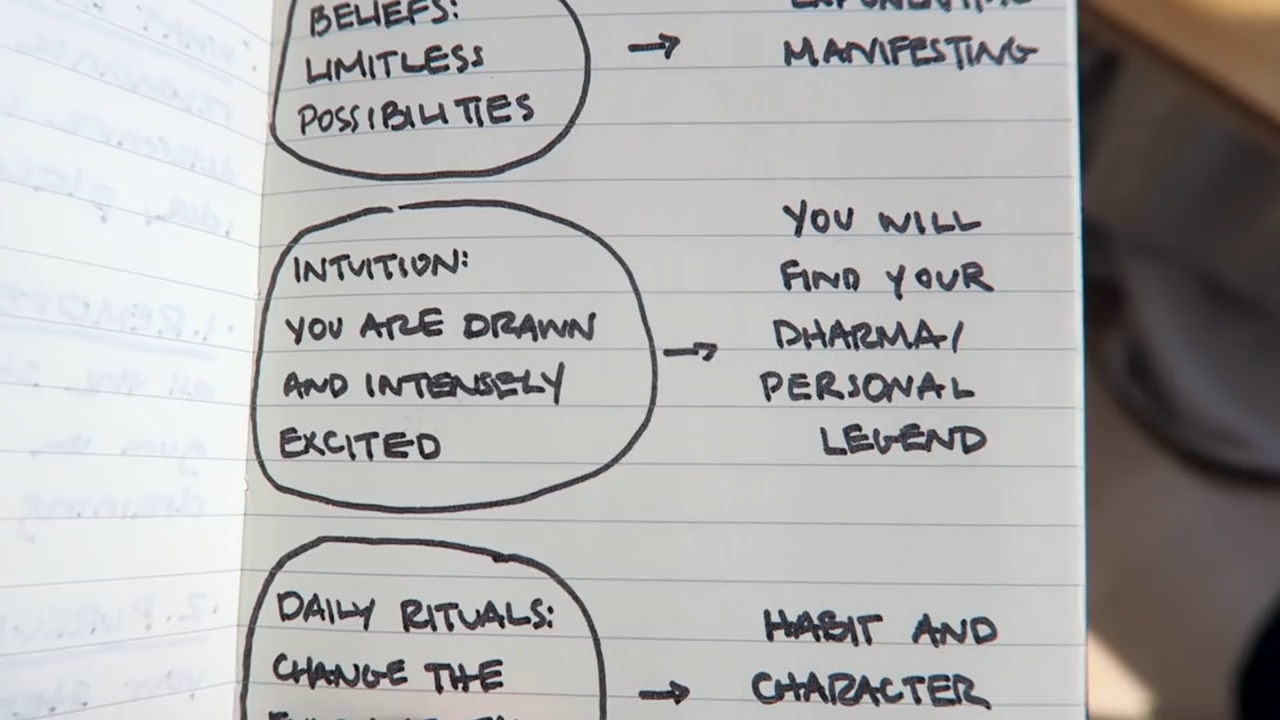 BELIEFS:
LIMITLESS
POSSIBILITIES
→ MANIFESTING
INTUITION:
YOU ARE DRAWN
AND INTENSELY
EXCITED
→ YOU WILL
FIND YOUR
DHARMA/
PERSONAL
LEGEND
DAILY RITUALS:
CHANGE THE
→ HABIT AND
CHARACTER